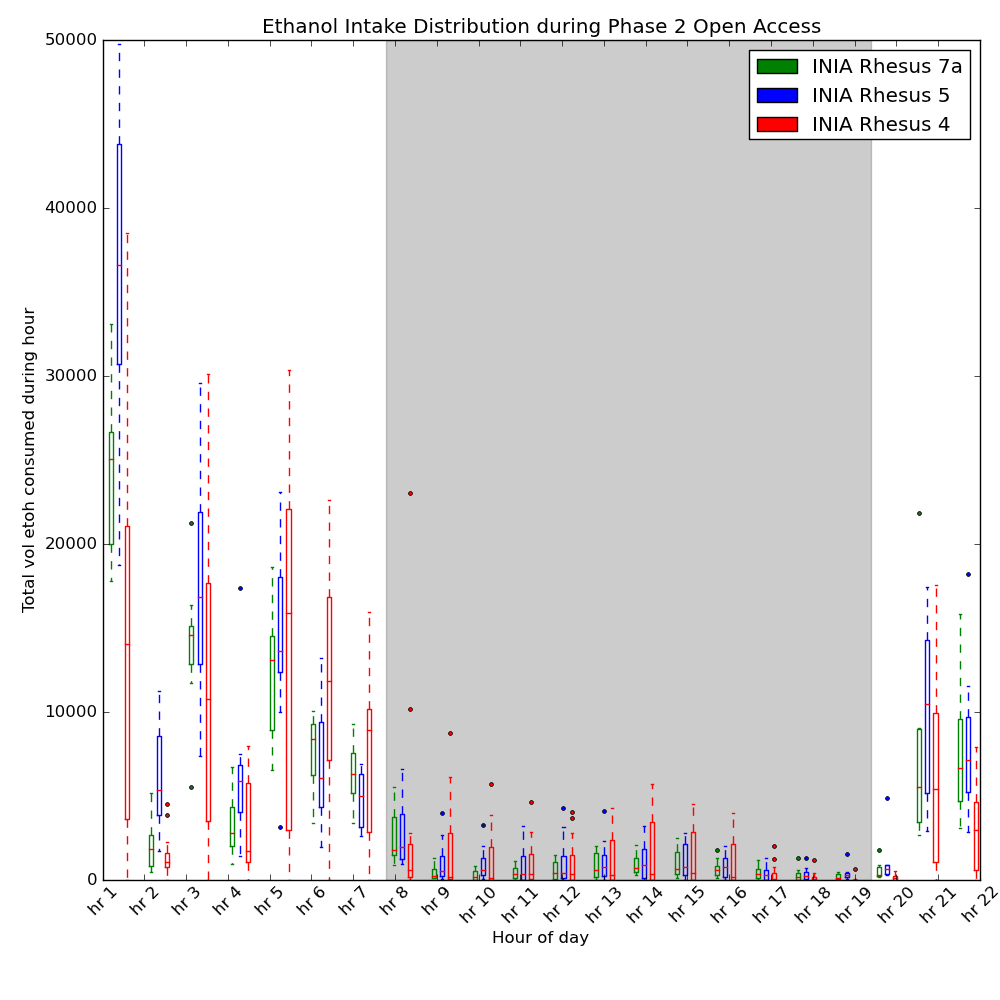 Ethanol Intake Distribution during Phase 2 Open Access
50000
40000
30000
20000
10000
0
Total vol etoh consumed during hour
INIA Rhesus 7a
INIA Rhesus 5
INIA Rhesus 4
hr 1
hr 2
hr 3
hr 4
hr 5
hr 6
hr 7
hr 8
hr 9
hr 10
hr 11
hr 12
hr 13
hr 14
hr 15
hr 16
hr 17
hr 18
hr 19
hr 20
hr 21
hr 22
Hour of day